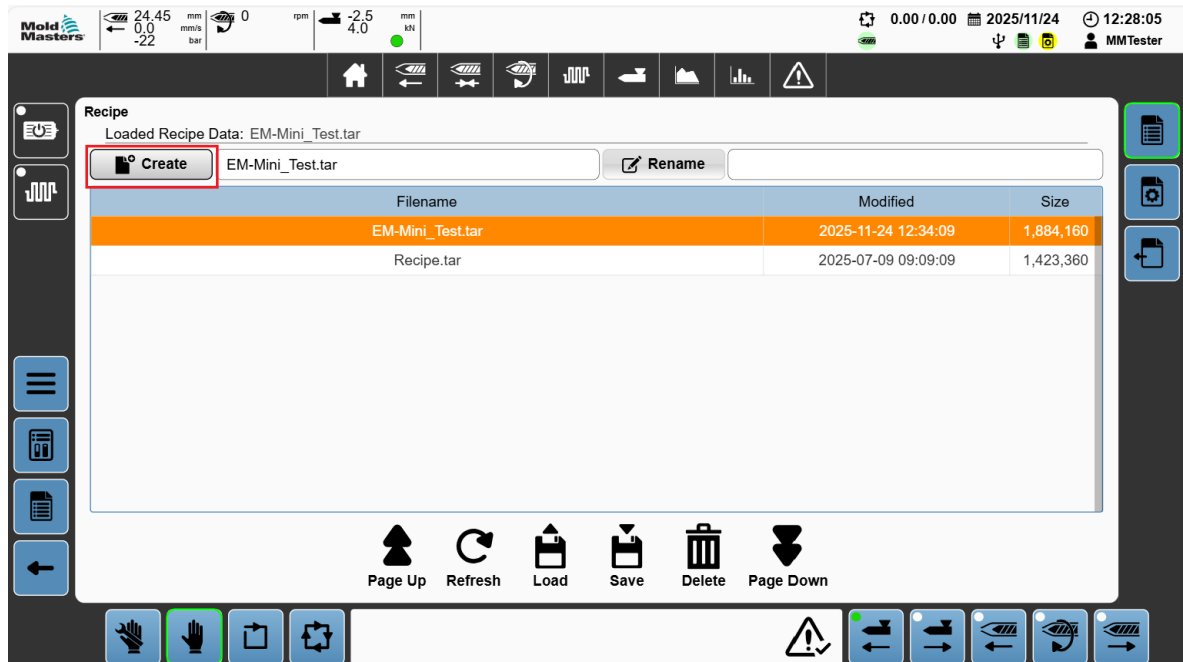 Mold
Masters
24.45 mm
0.0 mm/s
-22 bar
0 rpm
-2.5 mm
4.0 kN
0.00 / 0.00
2025/11/24
12:28:05
MMTester
Recipe
Loaded Recipe Data: EM-Mini_Test.tar
Create
EM-Mini_Test.tar
Rename
Filename Modified Size
EM-Mini_Test.tar 2025-11-24 12:34:09 1,884,160
Recipe.tar 2025-07-09 09:09:09 1,423,360
Page Up Refresh Load Save Delete Page Down